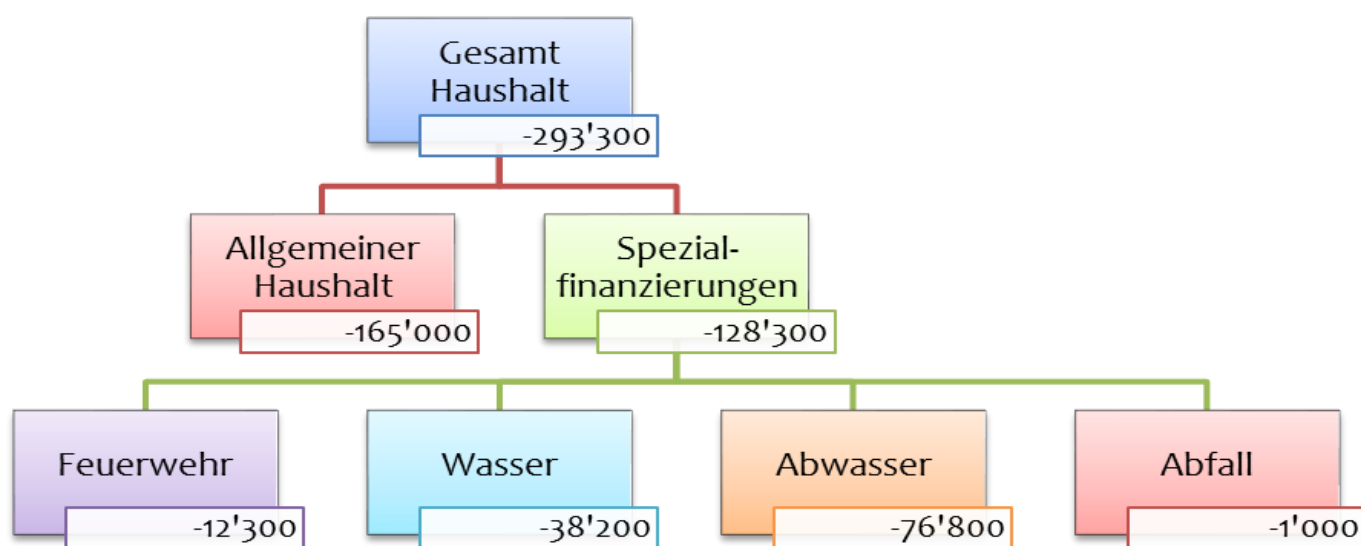 Gesamt
Haushalt
-293'300
Allgemeiner
Haushalt
-165'000
Spezial-
finanzierungen
-128'300
Feuerwehr
-12'300
Wasser
-38'200
Abwasser
-76'800
Abfall
-1'000